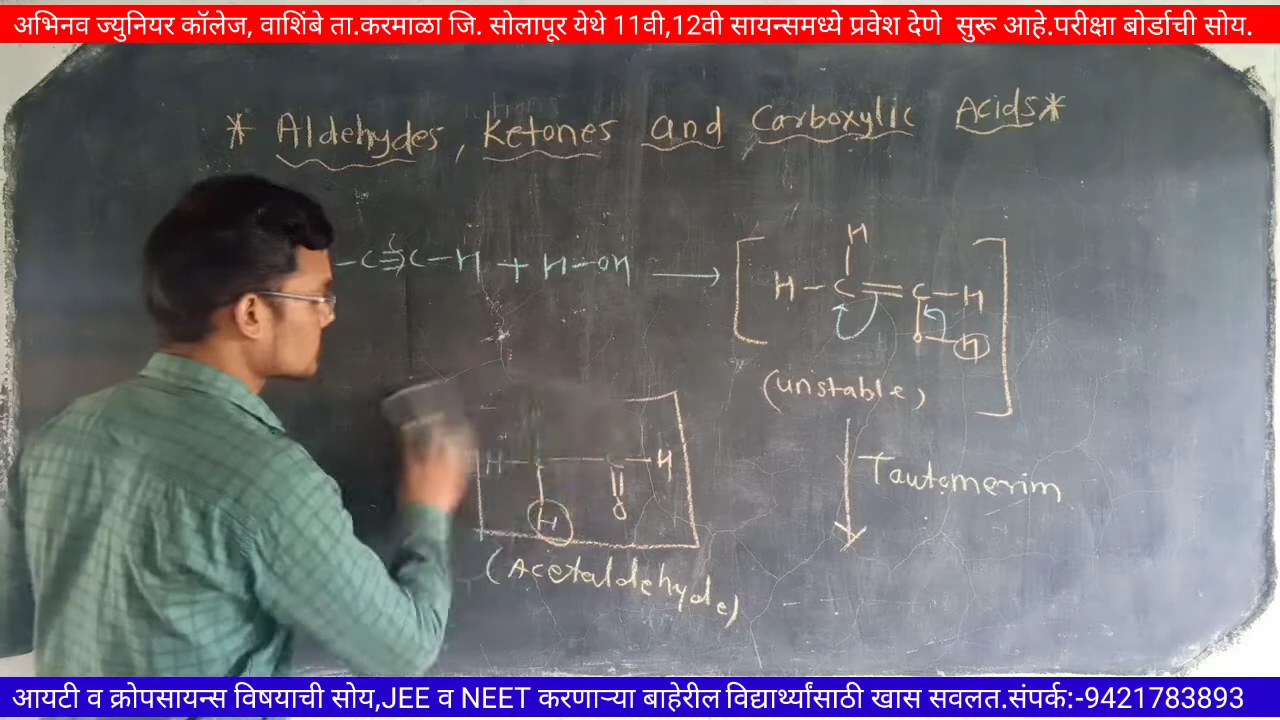 अभिनव ज्युनियर कॉलेज, वाशिंबे ता.करमाळा जि. सोलापूर येथे 11वी,12वी सायन्समध्ये प्रवेश देणे सुरू आहे.परीक्षा बोर्डाची सोय.
* Aldehydes, Ketones and Carboxylic Acids *
H
-C≡C-H + H-OH → [ H-C=C-H
O-H ]
(unstable)
H- -H
Tautomerim
O
H
(Acetaldehyde)
आयटी व क्रोपसायन्स विषयाची सोय,JEE व NEET करणाऱ्या बाहेरील विद्यार्थ्यांसाठी खास सवलत.संपर्क:-9421783893